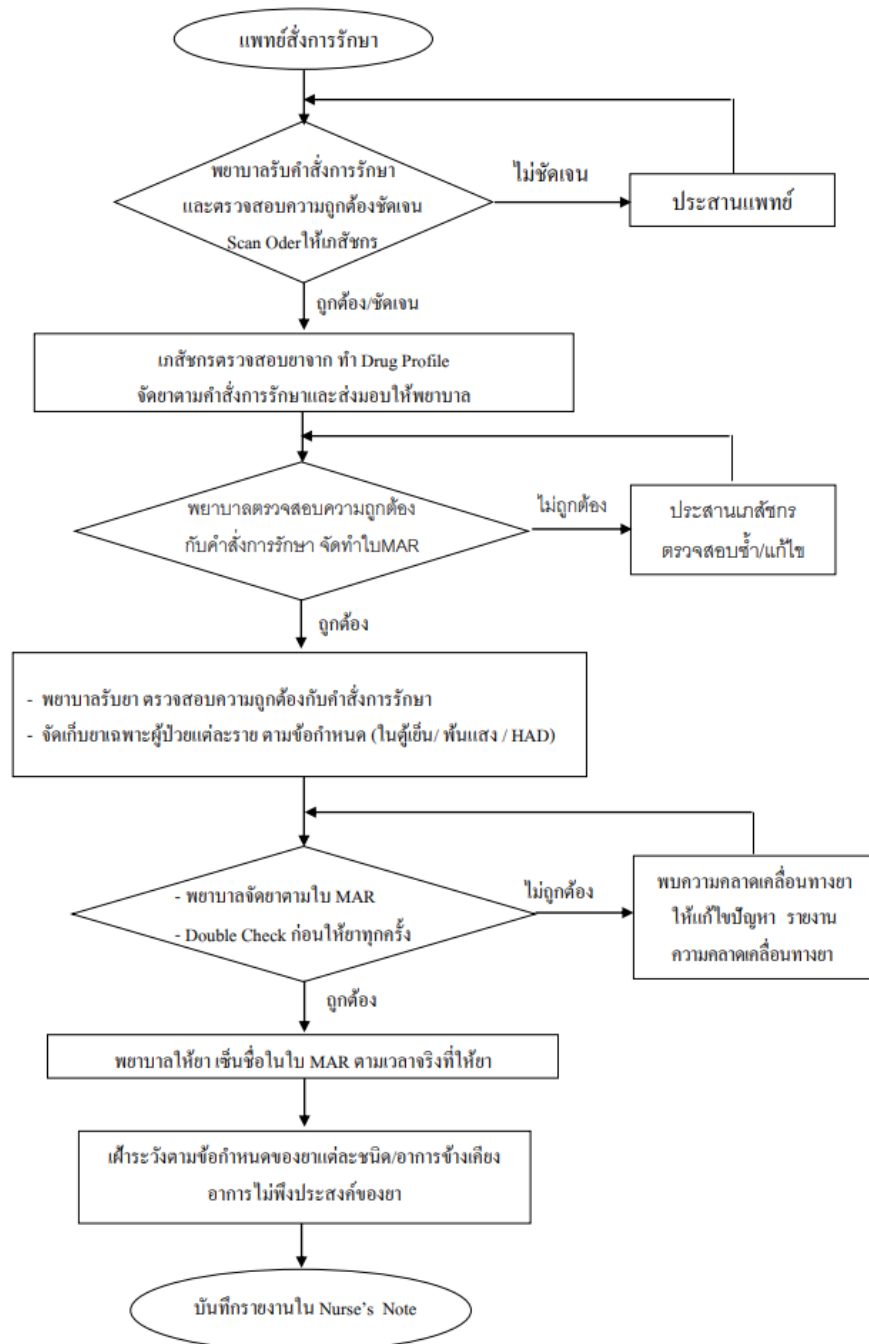 แพทย์สั่งการรักษา
พยาบาลรับคำสั่งการรักษา
และตรวจสอบความถูกต้องชัดเจน
Scan Oderให้เภสัชกร
ไม่ชัดเจน
ประสานแพทย์
ถูกต้อง/ชัดเจน
เภสัชกรตรวจสอบยาจาก ทำ Drug Profile
จัดยาตามคำสั่งการรักษาและส่งมอบให้พยาบาล
พยาบาลตรวจสอบความถูกต้อง
กับคำสั่งการรักษา จัดทำใบMAR
ไม่ถูกต้อง
ประสานเภสัชกร
ตรวจสอบซ้ำ/แก้ไข
ถูกต้อง
- พยาบาลรับยา ตรวจสอบความถูกต้องกับคำสั่งการรักษา
- จัดเก็บยาเฉพาะผู้ป่วยแต่ละราย ตามข้อกำหนด (ในตู้เย็น/ พ้นแสง / HAD)
- พยาบาลจัดยาตามใบ MAR
- Double Check ก่อนให้ยาทุกครั้ง
ไม่ถูกต้อง
พบความคลาดเคลื่อนทางยา
ให้แก้ไขปัญหา รายงาน
ความคลาดเคลื่อนทางยา
ถูกต้อง
พยาบาลให้ยา เซ็นชื่อในใบ MAR ตามเวลาจริงที่ให้ยา
เฝ้าระวังตามข้อกำหนดของยาแต่ละชนิด/อาการข้างเคียง
อาการไม่พึงประสงค์ของยา
บันทึกรายงานใน Nurse's Note